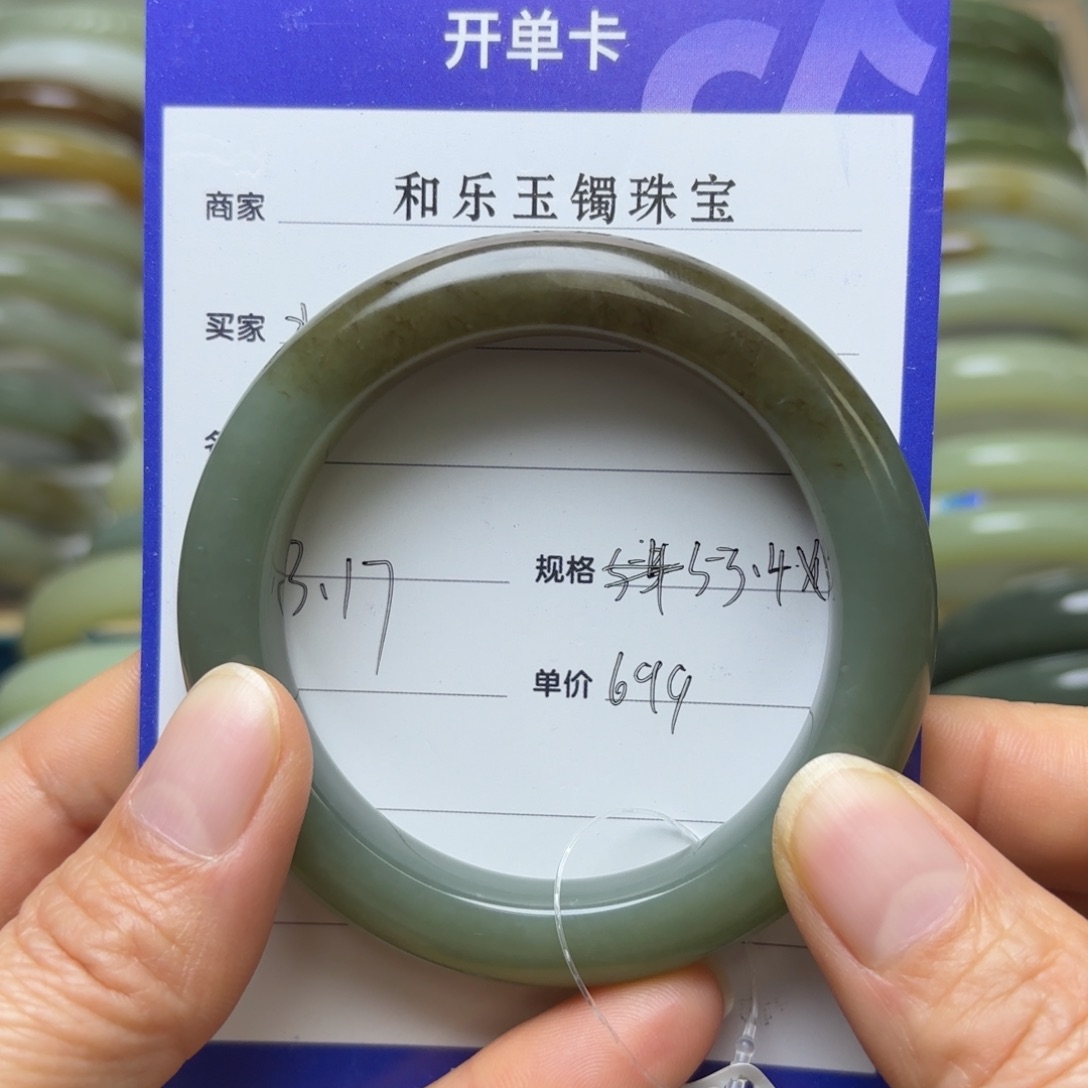 开单卡
商家 和乐玉镯珠宝
买家
3.17 规格 53.4
单价 699